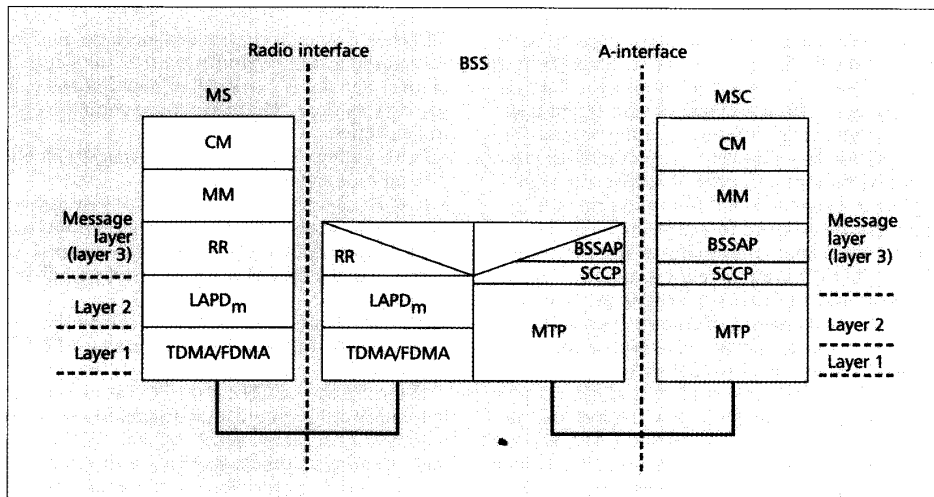 Radio interface
BSS
A-interface
MS
MSC
CM
CM
MM
MM
Message
layer
(layer 3)
RR
RR
BSSAP
SCCP
BSSAP
SCCP
Message
layer
(layer 3)
Layer 2
LAPDm
LAPDm
MTP
MTP
Layer 2
Layer 1
TDMA/FDMA
TDMA/FDMA
Layer 1